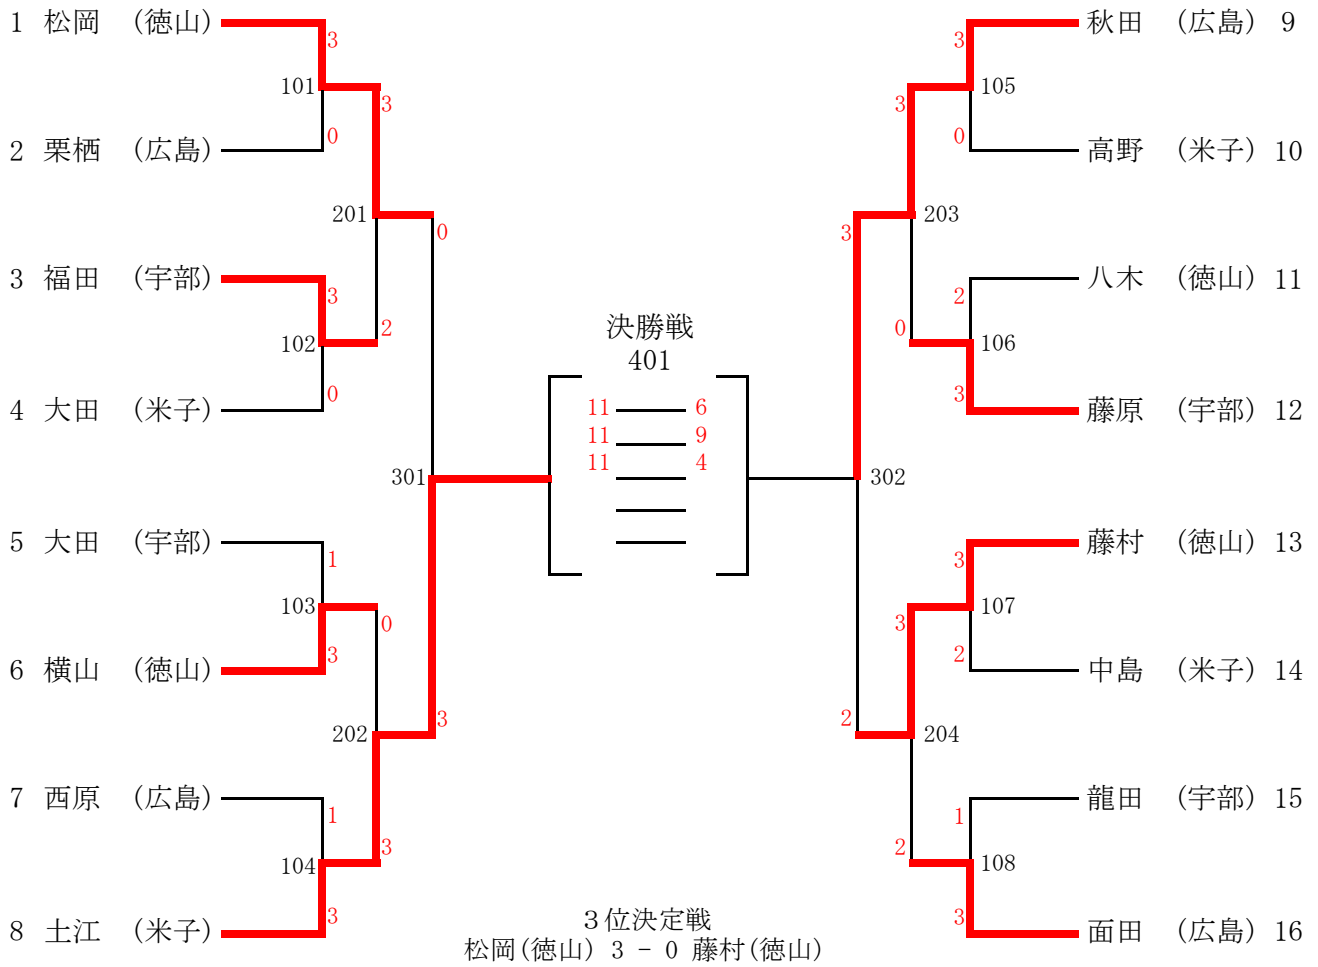 1 松岡 (徳山)
3
101
3
0
2 栗栖 (広島)
201
0
3 福田 (宇部)
3
2
102
0
4 大田 (米子)
301
5 大田 (宇部)
1
103
0
3
6 横山 (徳山)
202
3
7 西原 (広島)
1
3
104
3
8 土江 (米子)
決勝戦
401
11 6
11 9
11 4
秋田 (広島) 9
3
105
3
0
高野 (米子) 10
203
3
八木 (徳山) 11
2
0
106
3
藤原 (宇部) 12
302
藤村 (徳山) 13
3
107
3
2
中島 (米子) 14
2
204
龍田 (宇部) 15
1
2
108
3
面田 (広島) 16
３位決定戦
松岡(徳山) 3 - 0 藤村(徳山)